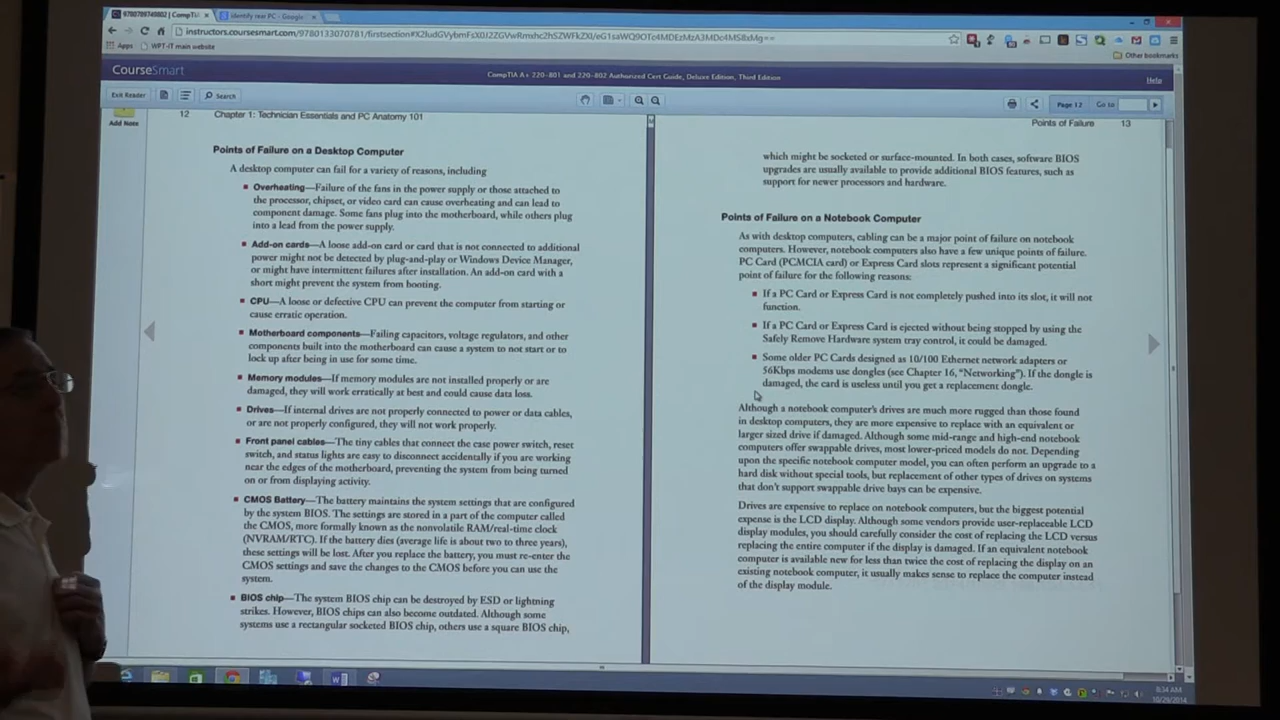 9780789749802 | CompTI
identify new PC - Google
instructors.coursesmart.com/9780133070781/firstsection#
Apps
WPT-IT main website
Other bookmarks
CourseSmart
CompTIA A+ 220-801 and 220-802 Authorized Cert Guide, Deluxe Edition, Third Edition
Help
Exit Reader
Search
Page 12
Go to
Add Note
12 Chapter 1: Technician Essentials and PC Anatomy 101
Points of Failure on a Desktop Computer
A desktop computer can fail for a variety of reasons, including
■ Overheating—Failure of the fans in the power supply or those attached to
the processor, chipset, or video card can cause overheating and can lead to
component damage. Some fans plug into the motherboard, while others plug
into a lead from the power supply.
■ Add-on cards—A loose add-on card or card that is not connected to additional
power might not be detected by plug-and-play or Windows Device Manager,
or might have intermittent failures after installation. An add-on card with a
short might prevent the system from booting.
■ CPU—A loose or defective CPU can prevent the computer from starting or
cause erratic operation.
■ Motherboard components—Failing capacitors, voltage regulators, and other
components built into the motherboard can cause a system to not start or to
lock up after being in use for some time.
■ Memory modules—If memory modules are not installed properly or are
damaged, they will work erratically at best and could cause data loss.
■ Drives—If internal drives are not properly connected to power or data cables,
or are not properly configured, they will not work properly.
■ Front panel cables—The tiny cables that connect the case power switch, reset
switch, and status lights are easy to disconnect accidentally if you are working
near the edges of the motherboard, preventing the system from being turned
on or from displaying activity.
■ CMOS Battery—The battery maintains the system settings that are configured
by the system BIOS. The settings are stored in a part of the computer called
the CMOS, more formally known as the nonvolatile RAM/real-time clock
(NVRAM/RTC). If the battery dies (average life is about two to three years),
these settings will be lost. After you replace the battery, you must re-enter the
CMOS settings and save the changes to the CMOS before you can use the
system.
■ BIOS chip—The system BIOS chip can be destroyed by ESD or lightning
strikes. However, BIOS chips can also become outdated. Although some
systems use a rectangular socketed BIOS chip, others use a square BIOS chip,
Points of Failure 13
which might be socketed or surface-mounted. In both cases, software BIOS
upgrades are usually available to provide additional BIOS features, such as
support for newer processors and hardware.
Points of Failure on a Notebook Computer
As with desktop computers, cabling can be a major point of failure on notebook
computers. However, notebook computers also have a few unique points of failure.
PC Card (PCMCIA card) or Express Card slots represent a significant potential
point of failure for the following reasons:
■ If a PC Card or Express Card is not completely pushed into its slot, it will not
function.
■ If a PC Card or Express Card is ejected without being stopped by using the
Safely Remove Hardware system tray control, it could be damaged.
■ Some older PC Cards designed as 10/100 Ethernet network adapters or
56Kbps modems use dongles (see Chapter 16, “Networking”). If the dongle is
damaged, the card is useless until you get a replacement dongle.
Although a notebook computer’s drives are much more rugged than those found
in desktop computers, they are more expensive to replace with an equivalent or
larger sized drive if damaged. Although some mid-range and high-end notebook
computers offer swappable drives, most lower-priced models do not. Depending
upon the specific notebook computer model, you can often perform an upgrade to a
hard disk without special tools, but replacement of other types of drives on systems
that don’t support swappable drive bays can be expensive.
Drives are expensive to replace on notebook computers, but the biggest potential
expense is the LCD display. Although some vendors provide user-replaceable LCD
display modules, you should carefully consider the cost of replacing the LCD versus
replacing the entire computer if the display is damaged. If an equivalent notebook
computer is available new for less than twice the cost of replacing the display on an
existing notebook computer, it usually makes sense to replace the computer instead
of the display module.
8:34 AM
10/29/2014